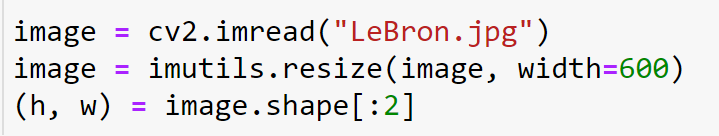 image = cv2.imread("LeBron.jpg")
image = imutils.resize(image, width=600)
(h, w) = image.shape[:2]